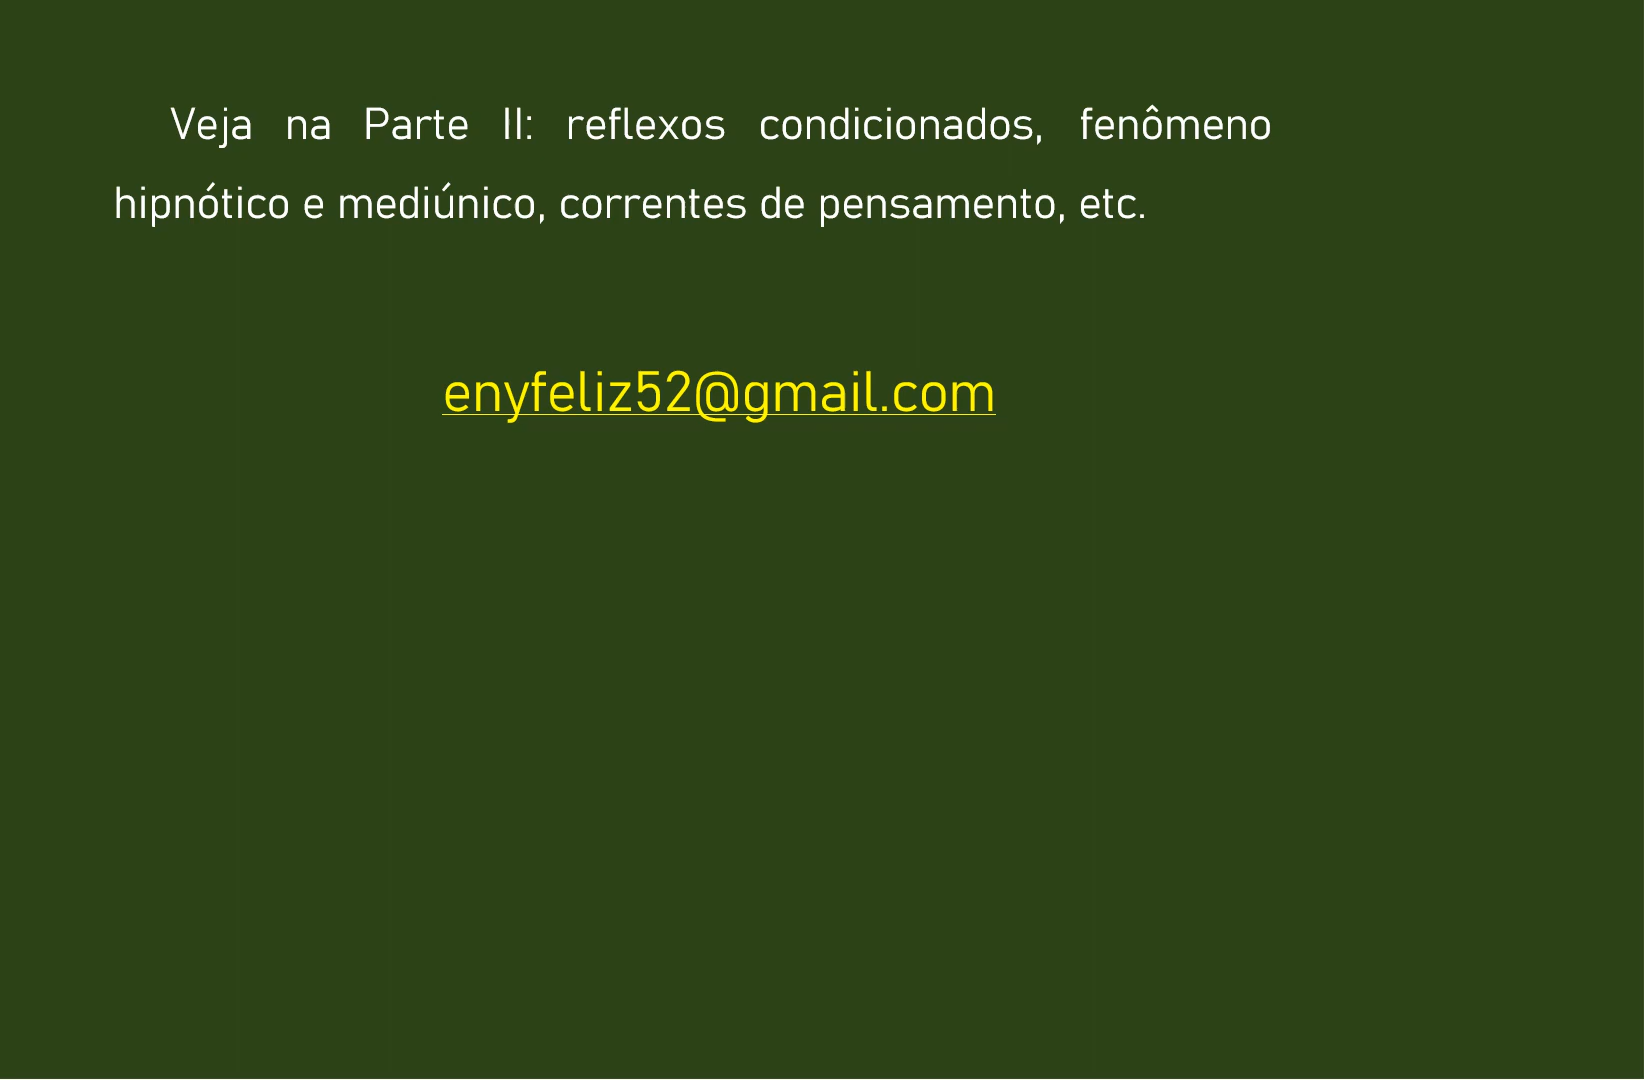 Veja na Parte II: reflexos condicionados, fenômeno
hipnótico e mediúnico, correntes de pensamento, etc.
enyfeliz52@gmail.com